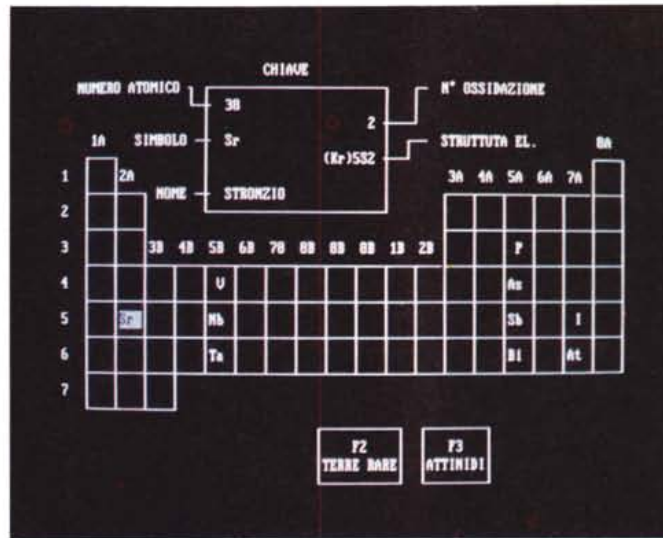 CHIAVE
NUMERO ATOMICO
38
N° OSSIDAZIONE
2
SIMBOLO
Sr
STRUTTUTA EL.
(Kr)5S2
NOME
STRONZIO
1A 8A
1 2A 3A 4A 5A 6A 7A
2
3 3B 4B 5B 6B 7B 8B 8B 8B 1B 2B P
4 V As
5 Sr Nb Sb I
6 Ta Bi At
7
F2 F3
TERRE RARE ATTINIDI